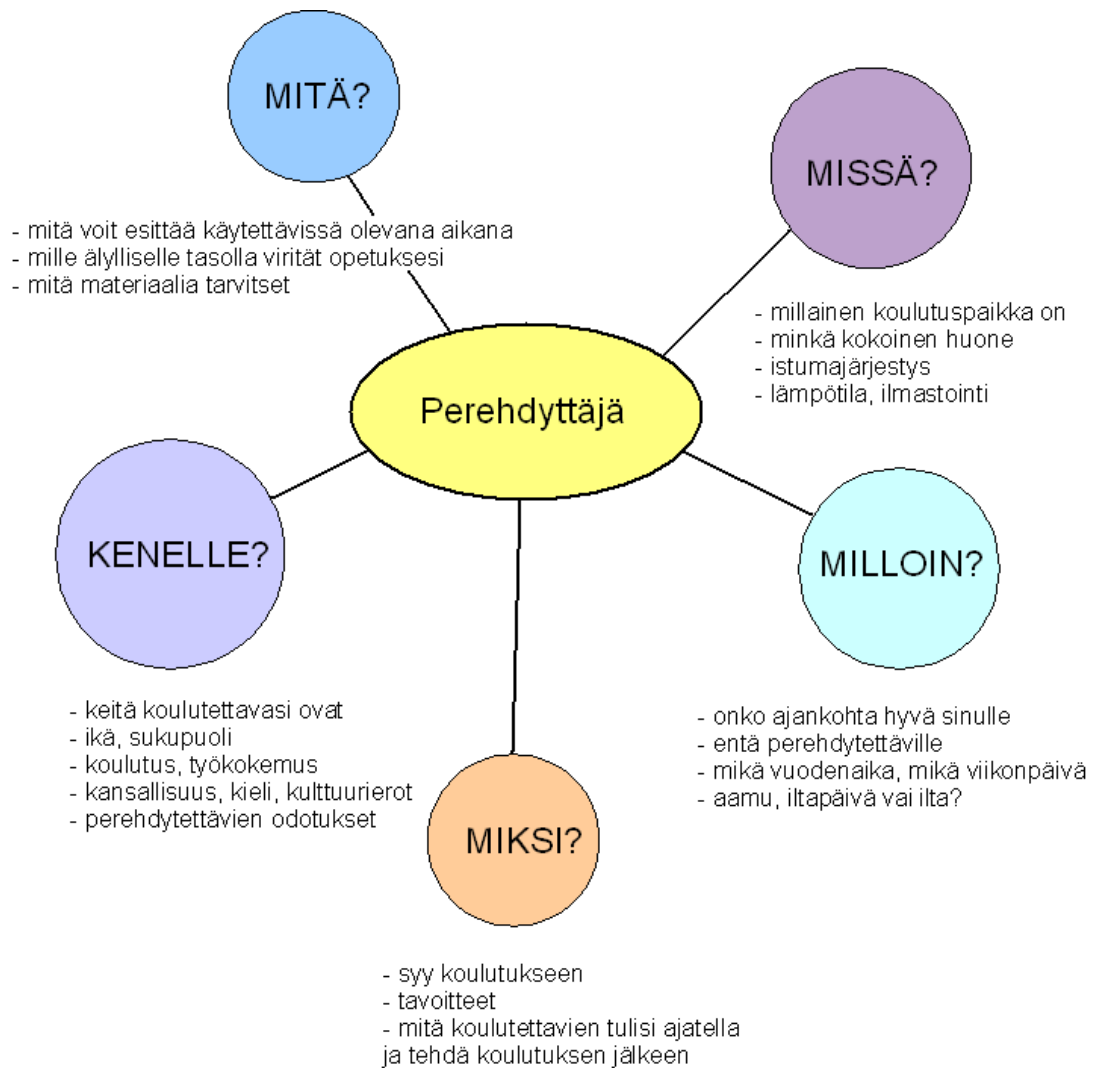 MITÄ?
- mitä voit esittää käytettävissä olevana aikana
- mille älylliselle tasolla virität opetuksesi
- mitä materiaalia tarvitset
MISSÄ?
- millainen koulutuspaikka on
- minkä kokoinen huone
- istumajärjestys
- lämpötila, ilmastointi
Perehdyttäjä
KENELLE?
- keitä koulutettavasi ovat
- ikä, sukupuoli
- koulutus, työkokemus
- kansallisuus, kieli, kulttuurierot
- perehdytettävien odotukset
MILLOIN?
- onko ajankohta hyvä sinulle
- entä perehdytettäville
- mikä vuodenaika, mikä viikonpäivä
- aamu, iltapäivä vai ilta?
MIKSI?
- syy koulutukseen
- tavoitteet
- mitä koulutettavien tulisi ajatella
ja tehdä koulutuksen jälkeen